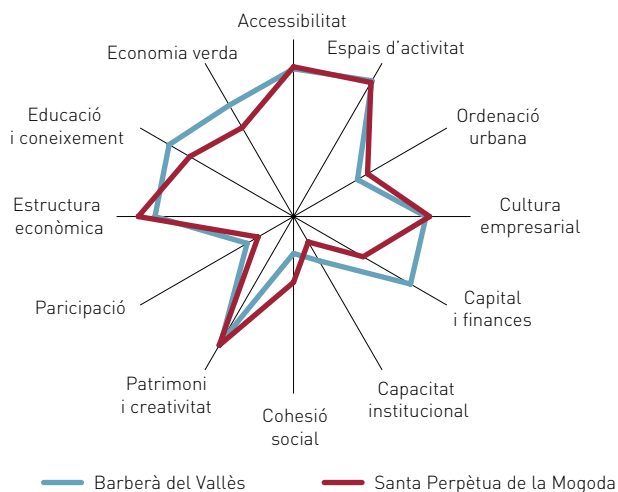 Accessibilitat
Economia verda
Espais d’activitat
Educació
i coneixement
Ordenació
urbana
Estructura
econòmica
Cultura
empresarial
Paricipació
Capital
i finances
Patrimoni
i creativitat
Capacitat
institucional
Cohesió
social
Barberà del Vallès
Santa Perpètua de la Mogoda